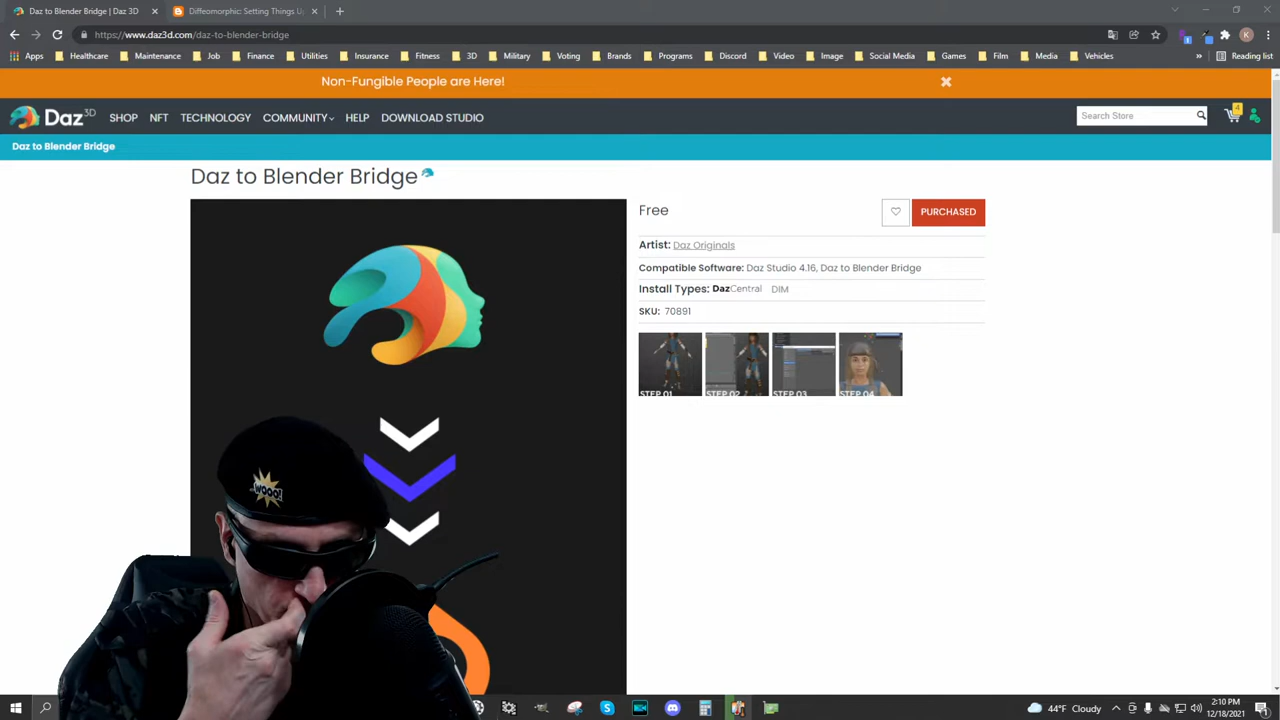 Daz to Blender Bridge | Daz 3D
Diffeomorphic: Setting Things U
https://www.daz3d.com/daz-to-blender-bridge
K
Apps Healthcare Maintenance Job Finance Utilities Insurance Fitness 3D Military Voting Brands Programs Discord Video Image Social Media Games Film Media Vehicles » Reading list
Non-Fungible People are Here!
Daz 3D SHOP NFT TECHNOLOGY COMMUNITY HELP DOWNLOAD STUDIO Search Store 4
Daz to Blender Bridge
Daz to Blender Bridge
Free PURCHASED
Artist: Daz Originals
Compatible Software: Daz Studio 4.16, Daz to Blender Bridge
Install Types: DazCentral DIM
SKU: 70891
STEP 01 STEP 02 STEP 03 STEP 04
WOOO!
44°F Cloudy
2:10 PM
12/18/2021